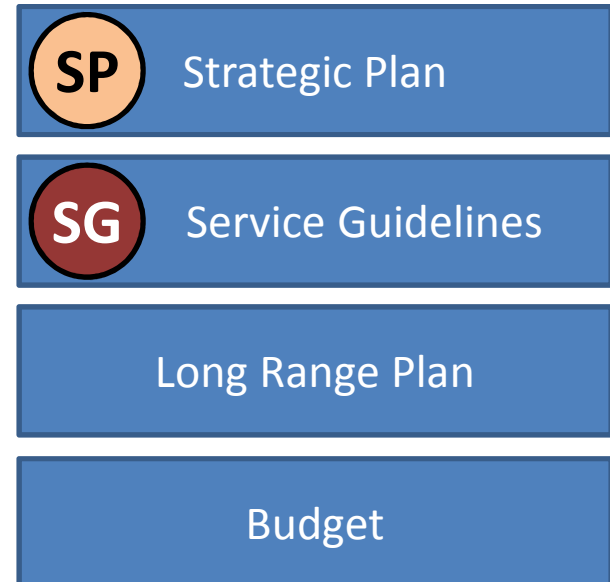 SP Strategic Plan
SG Service Guidelines
Long Range Plan
Budget